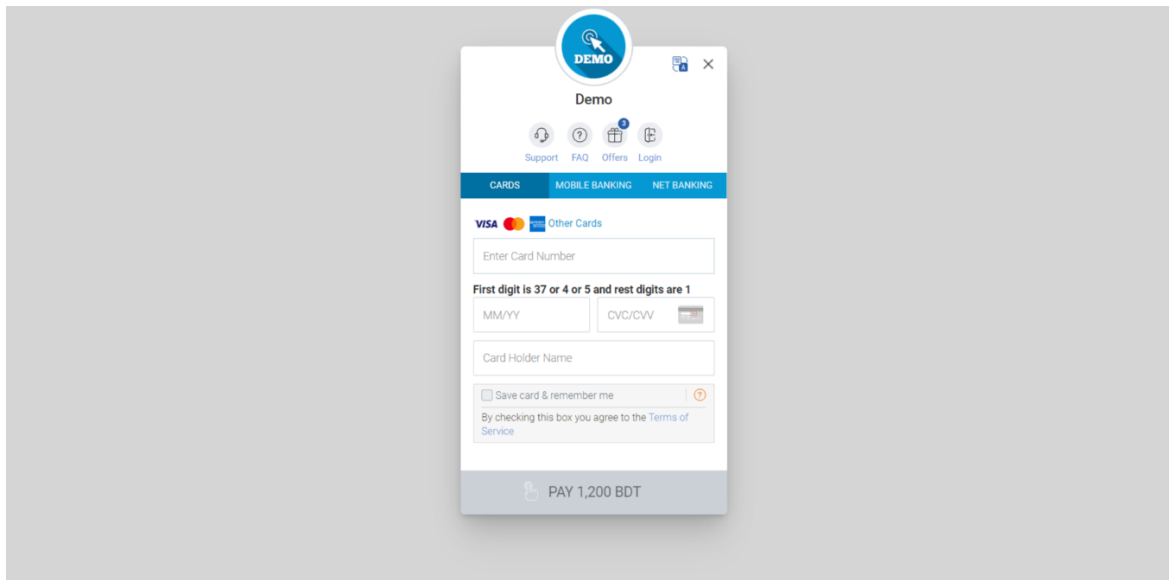 DEMO
Demo
3
Support FAQ Offers Login
CARDS MOBILE BANKING NET BANKING
VISA Other Cards
Enter Card Number
First digit is 37 or 4 or 5 and rest digits are 1
MM/YY CVC/CVV
Card Holder Name
Save card & remember me
By checking this box you agree to the Terms of
Service
PAY 1,200 BDT